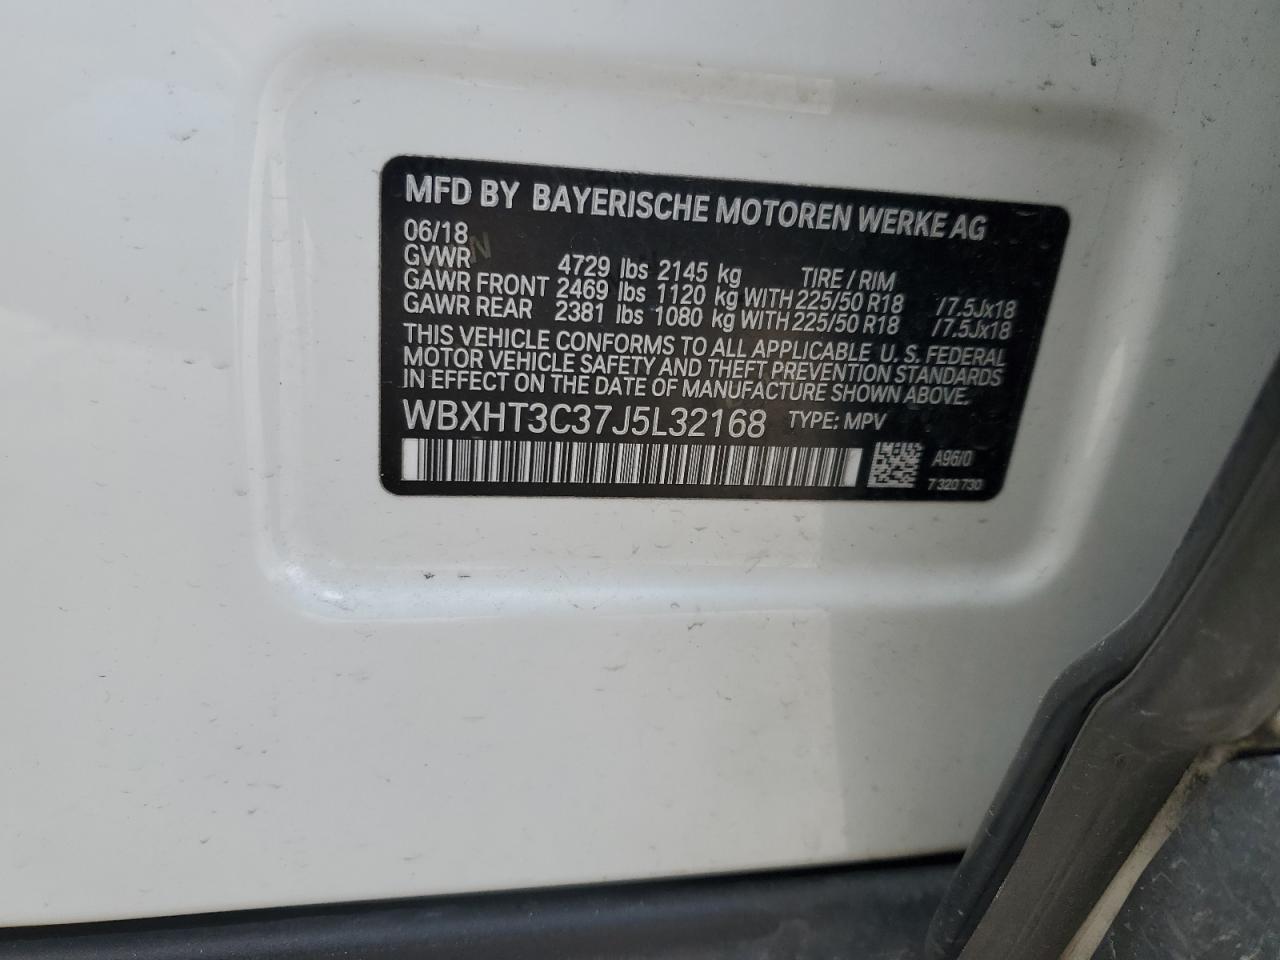 MFD BY BAYERISCHE MOTOREN WERKE AG
06/18
GVWR 4729 lbs 2145 kg TIRE / RIM
GAWR FRONT 2469 lbs 1120 kg WITH 225/50 R18 /7.5Jx18
GAWR REAR 2381 lbs 1080 kg WITH 225/50 R18 /7.5Jx18
THIS VEHICLE CONFORMS TO ALL APPLICABLE U.S. FEDERAL
MOTOR VEHICLE SAFETY AND THEFT PREVENTION STANDARDS
IN EFFECT ON THE DATE OF MANUFACTURE SHOWN ABOVE.
WBXHT3C37J5L32168 TYPE: MPV
A96/0
7 320 730